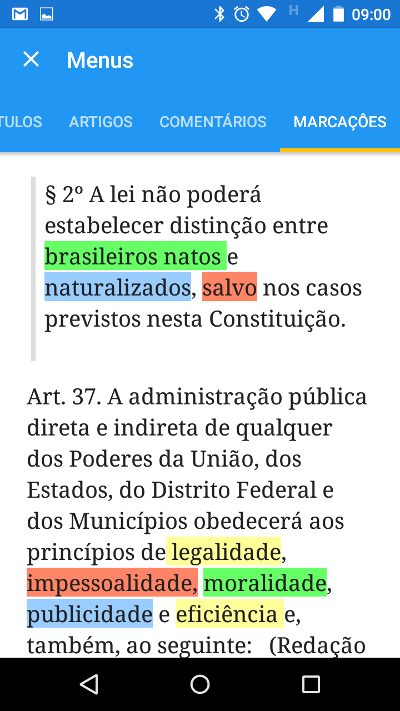 H
09:00
Menus
TULOS ARTIGOS COMENTÁRIOS MARCAÇÔES
§ 2º A lei não poderá
estabelecer distinção entre
brasileiros natos e
naturalizados, salvo nos casos
previstos nesta Constituição.
Art. 37. A administração pública
direta e indireta de qualquer
dos Poderes da União, dos
Estados, do Distrito Federal e
dos Municípios obedecerá aos
princípios de legalidade,
impessoalidade, moralidade,
publicidade e eficiência e,
também, ao seguinte: (Redação